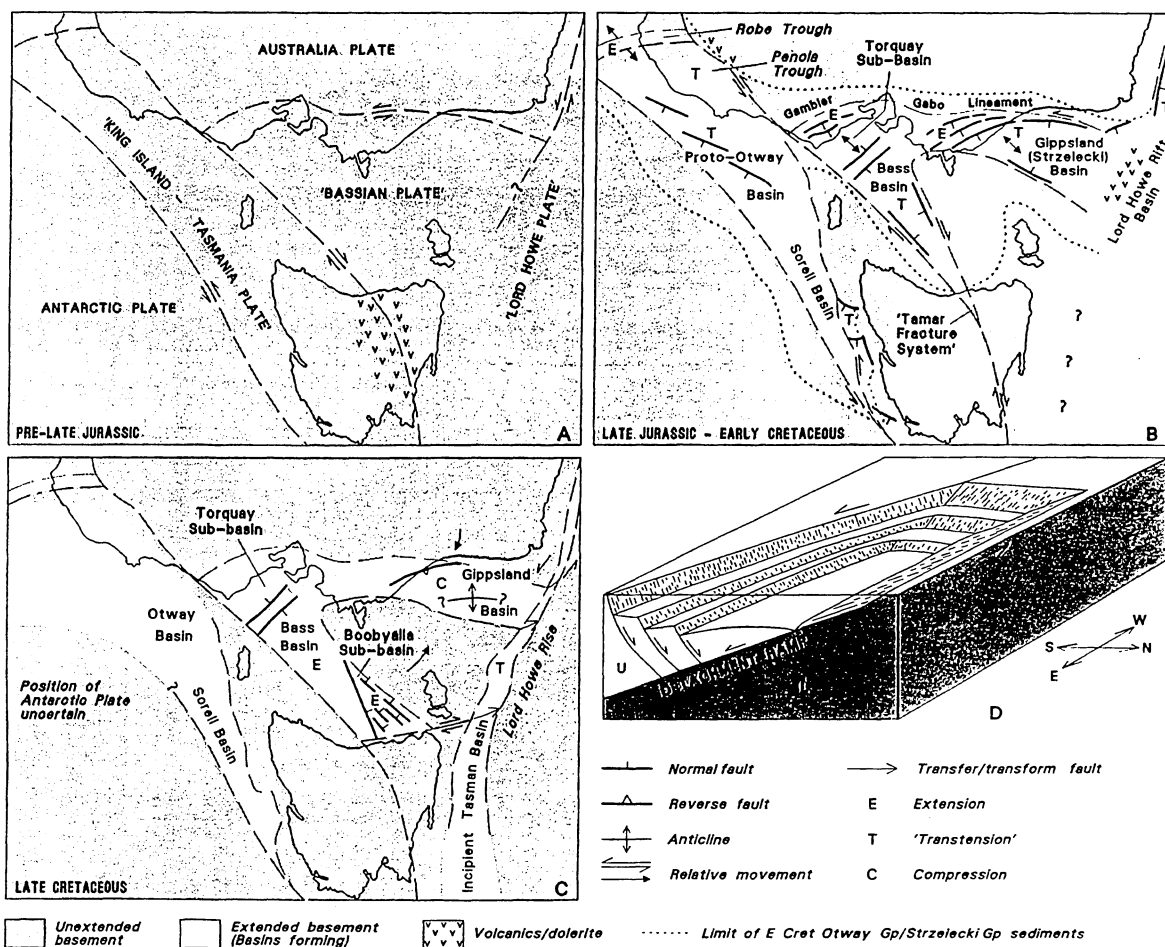 AUSTRALIA PLATE
'KING ISLAND
TASMANIA PLATE'
'BASSIAN PLATE'
?
'LORD HOWE PLATE'
ANTARCTIC PLATE
PRE-LATE JURASSIC
A
Robe Trough
E
T
Penola
Trough
Torquay
Sub-Basin
Gambler
E
Gabo
Lineament
E
T
T
Proto-Otway
Basin
Bass
Basin
T
Gippsland
(Strzelecki)
Basin
Lord Howe Rift
Basin
Sorell Basin
T
'Tamar
Fracture
System'
?
?
?
LATE JURASSIC - EARLY CRETACEOUS
B
Torquay
Sub-basin
C
Gippsland
?
?
Basin
Otway
Basin
Bass
Basin
E
Boobyalla
Sub-basin
E
T
Lord Howe Rise
Position of
Antarctic Plate
uncertain
?
Sorell Basin
Incipient Tasman Basin
LATE CRETACEOUS
C
U
W
S
N
E
D
Normal fault
Transfer/transform fault
Reverse fault
E Extension
Anticline
T 'Transtension'
Relative movement
C Compression
Unextended
basement
Extended basement
(Basins forming)
Volcanics/dolerite
Limit of E Cret Otway Gp/Strzelecki Gp sediments